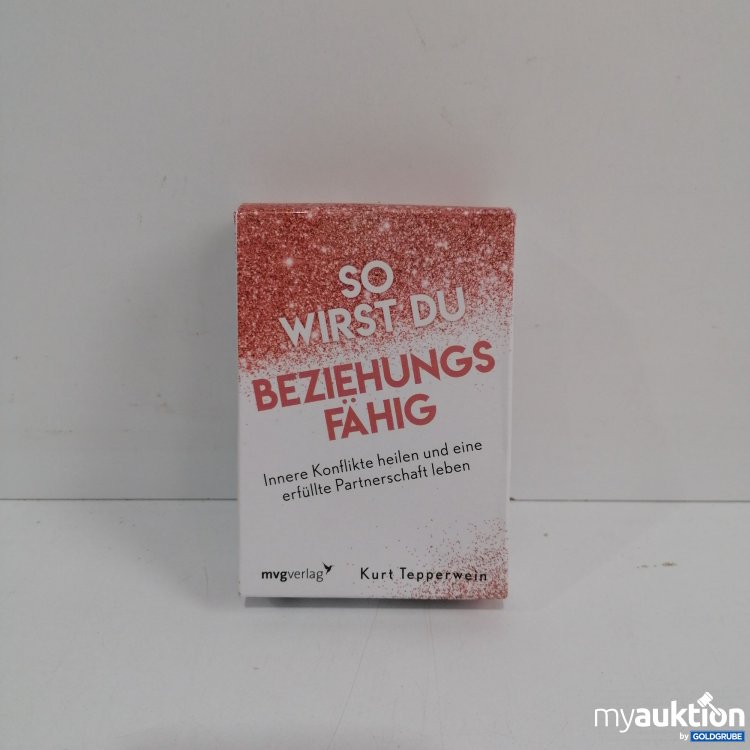 SO
WIRST DU
BEZIEHUNGS
FÄHIG
Innere Konflikte heilen und eine
erfüllte Partnerschaft leben
mvgverlag
Kurt Tepperwein
myauktion
by GOLDGRUBE